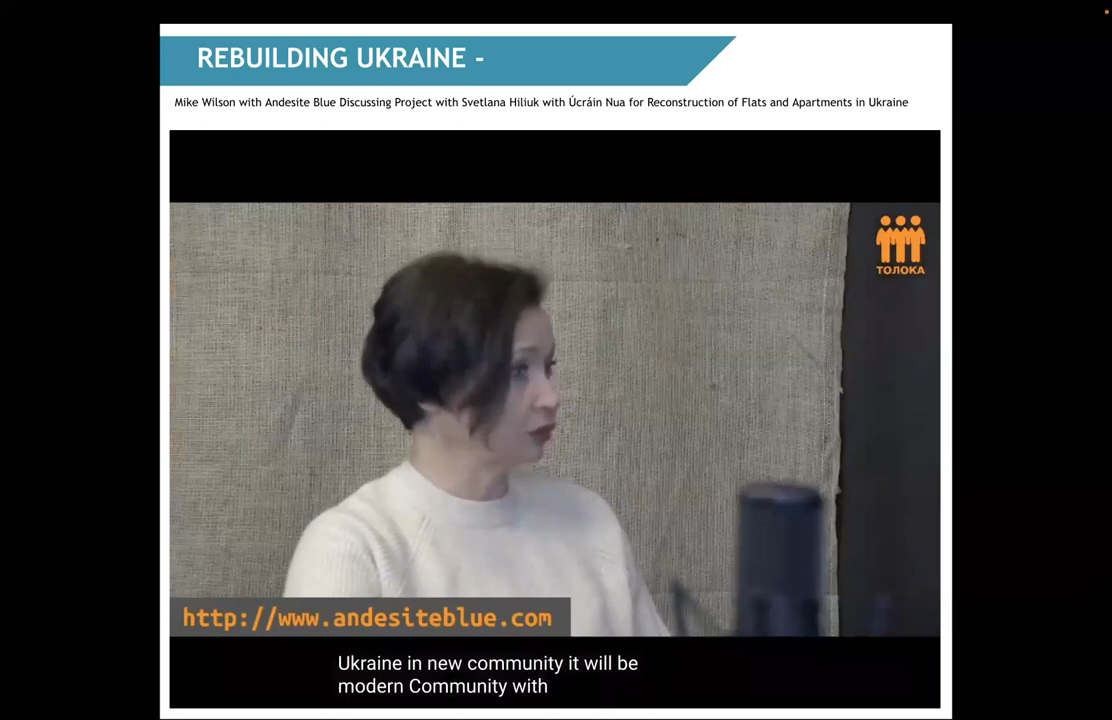 REBUILDING UKRAINE -
Mike Wilson with Andesite Blue Discussing Project with Svetlana Hiliuk with Úcráin Nua for Reconstruction of Flats and Apartments in Ukraine
ТОЛОКА
http://www.andesiteblue.com
Ukraine in new community it will be
modern Community with